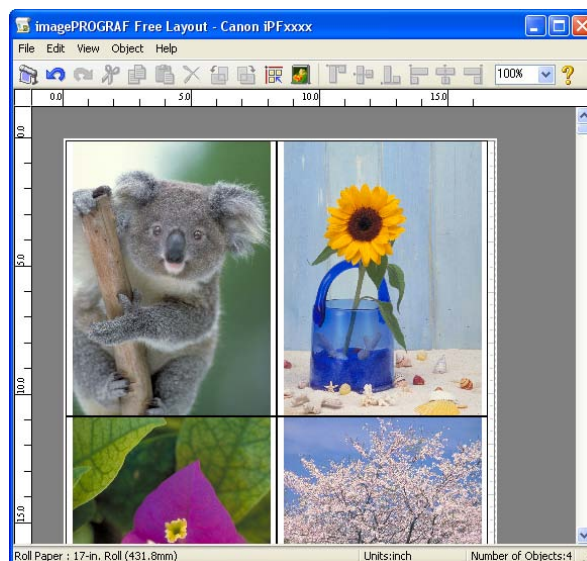 imagePROGRAF Free Layout - Canon iPFxxxx
File Edit View Object Help
100%
0.0 5.0 10.0 15.0
0.0
5.0
10.0
15.0
Roll Paper : 17-in. Roll (431.8mm) Units:inch Number of Objects:4